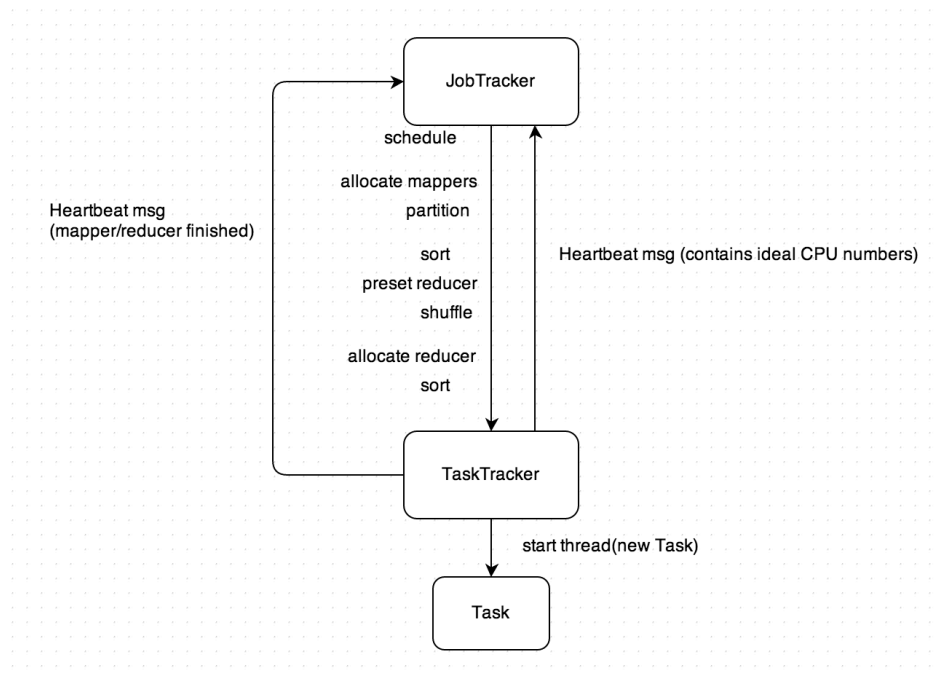 JobTracker
schedule
allocate mappers
Heartbeat msg
(mapper/reducer finished)
partition
sort
Heartbeat msg (contains ideal CPU numbers)
preset reducer
shuffle
allocate reducer
sort
TaskTracker
start thread(new Task)
Task